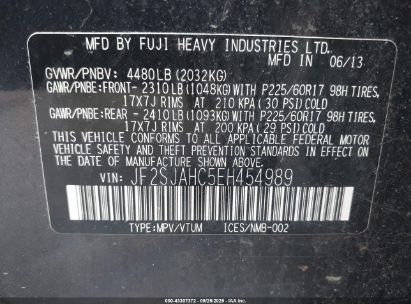 MFD. BY FUJI HEAVY INDUSTRIES LTD.
MFD. IN 06/13
GVWR/PNBV: 4480LB(2032KG)
GAWR/PNBE:FRONT- 2310LB(1048KG)WITH P225/60R17 98H TIRES,
17X7J RIMS AT 210 KPA (30 PSI)COLD
GAWR/PNBE:REAR - 2410LB(1093KG)WITH P225/60R17 98H TIRES,
17X7J RIMS AT 200 KPA (29 PSI)COLD
THIS VEHICLE CONFORMS TO ALL APPLICABLE FEDERAL MOTOR
VEHICLE SAFETY, BUMPER, AND THEFT PREVENTION STANDARDS
IN EFFECT ON THE DATE OF MANUFACTURE SHOWN ABOVE.
VIN: JF2SJAHC5EH454989
TYPE:MPV/VTUM ICES/NMB-002